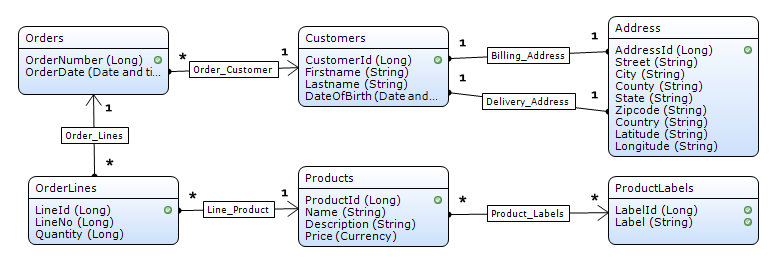 Orders
OrderNumber (Long)
OrderDate (Date and ti...
* Order_Customer 1
Customers
CustomerId (Long)
Firstname (String)
Lastname (String)
DateOfBirth (Date and...
1 Billing_Address 1
1 Delivery_Address 1
Address
AddressId (Long)
Street (String)
City (String)
County (String)
State (String)
Zipcode (String)
Country (String)
Latitude (String)
Longitude (String)
1
Order_Lines
*
OrderLines
LineId (Long)
LineNo (Long)
Quantity (Long)
* Line_Product 1
Products
ProductId (Long)
Name (String)
Description (String)
Price (Currency)
* Product_Labels *
ProductLabels
LabelId (Long)
Label (String)